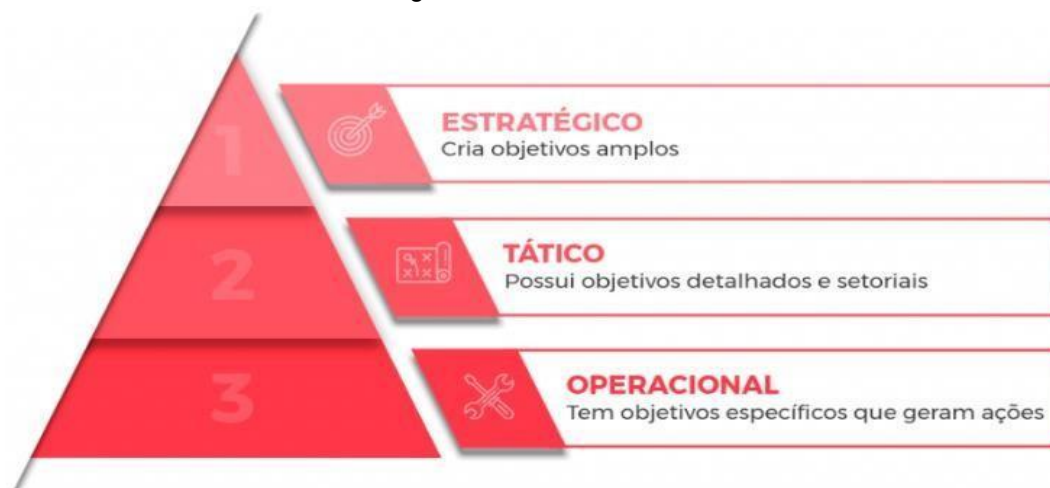 1
ESTRATÉGICO
Cria objetivos amplos
2
TÁTICO
Possui objetivos detalhados e setoriais
3
OPERACIONAL
Tem objetivos específicos que geram ações